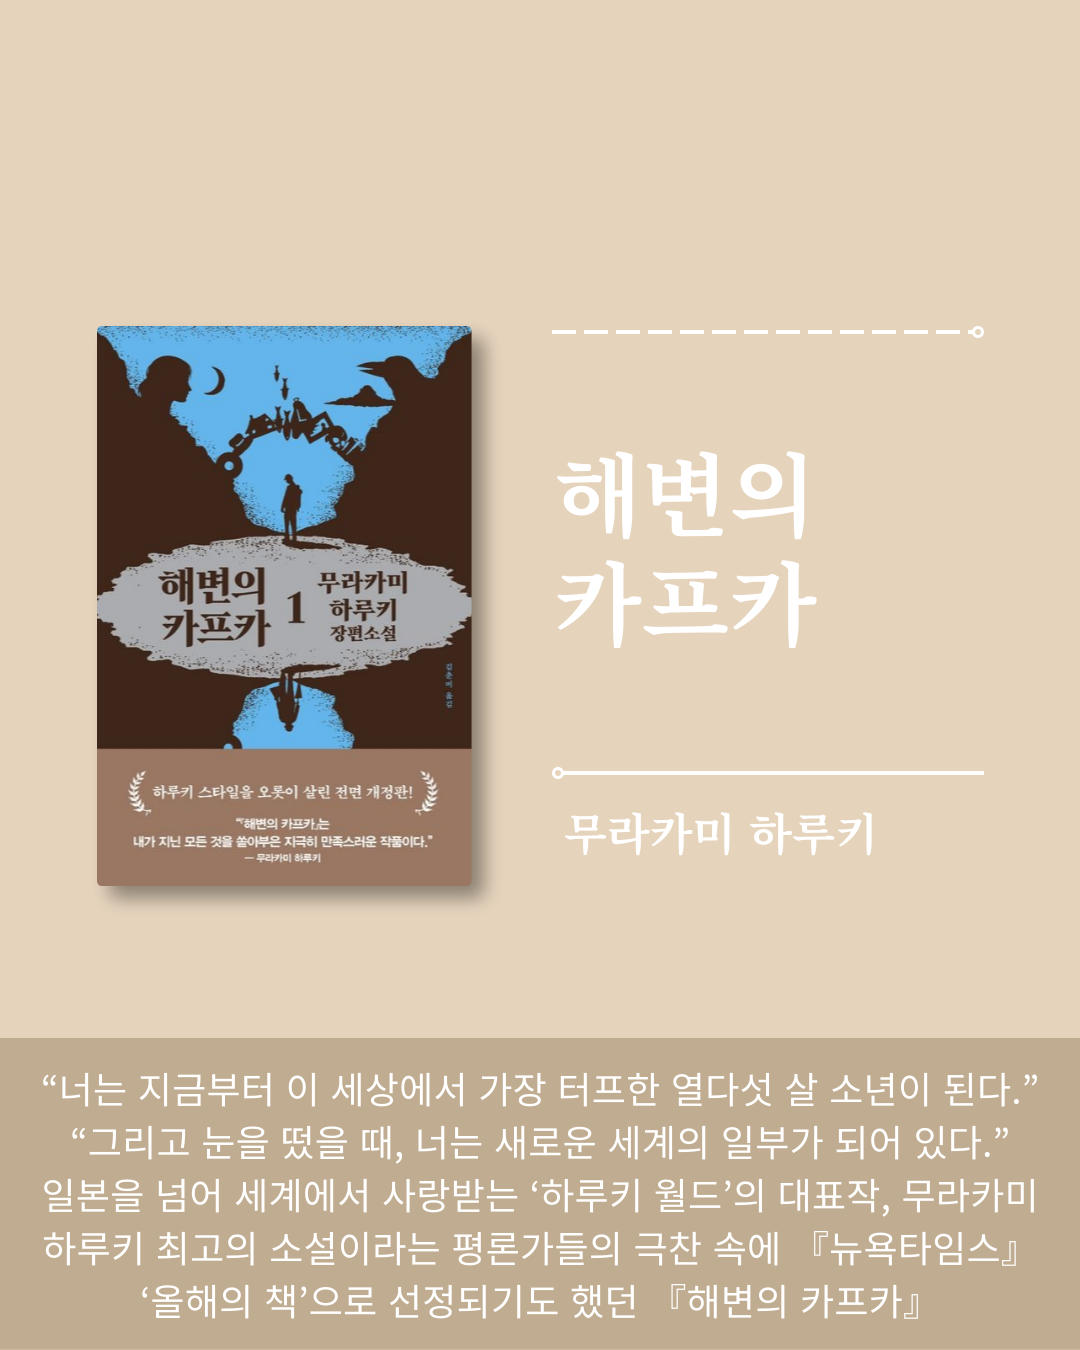 해변의
카프카
1
무라카미
하루키
장편소설
김춘미 옮김
하루키 스타일을 오롯이 살린 전면 개정판!
“『해변의 카프카』는
내가 지닌 모든 것을 쏟아부은 지극히 만족스러운 작품이다.”
— 무라카미 하루키
해변의
카프카
무라카미 하루키
“너는 지금부터 이 세상에서 가장 터프한 열다섯 살 소년이 된다.”
“그리고 눈을 떴을 때, 너는 새로운 세계의 일부가 되어 있다.”
일본을 넘어 세계에서 사랑받는 ‘하루키 월드’의 대표작, 무라카미
하루키 최고의 소설이라는 평론가들의 극찬 속에 『뉴욕타임스』
‘올해의 책’으로 선정되기도 했던 『해변의 카프카』